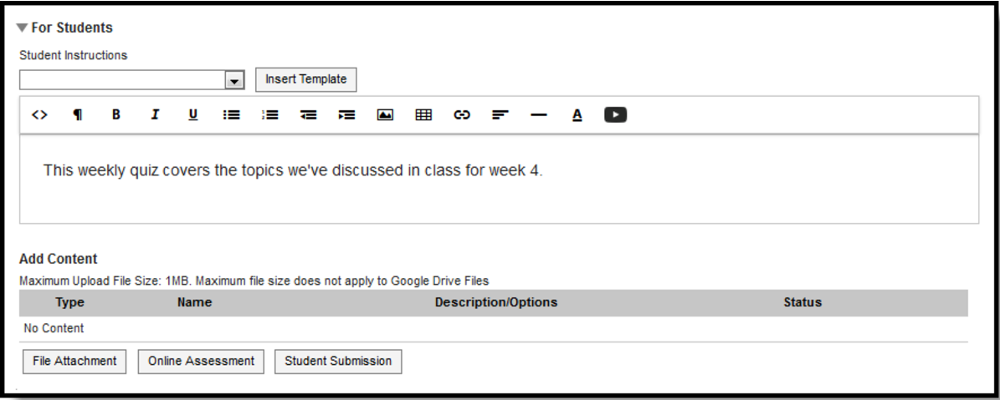 For Students
Student Instructions
Insert Template
<> ¶ B I U A
This weekly quiz covers the topics we've discussed in class for week 4.
Add Content
Maximum Upload File Size: 1MB. Maximum file size does not apply to Google Drive Files
Type Name Description/Options Status
No Content
File Attachment Online Assessment Student Submission